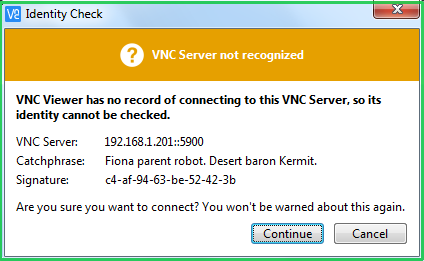 VC Identity Check
VNC Server not recognized
VNC Viewer has no record of connecting to this VNC Server, so its
identity cannot be checked.
VNC Server: 192.168.1.201::5900
Catchphrase: Fiona parent robot. Desert baron Kermit.
Signature: c4-af-94-63-be-52-42-3b
Are you sure you want to connect? You won't be warned about this again.
Continue Cancel